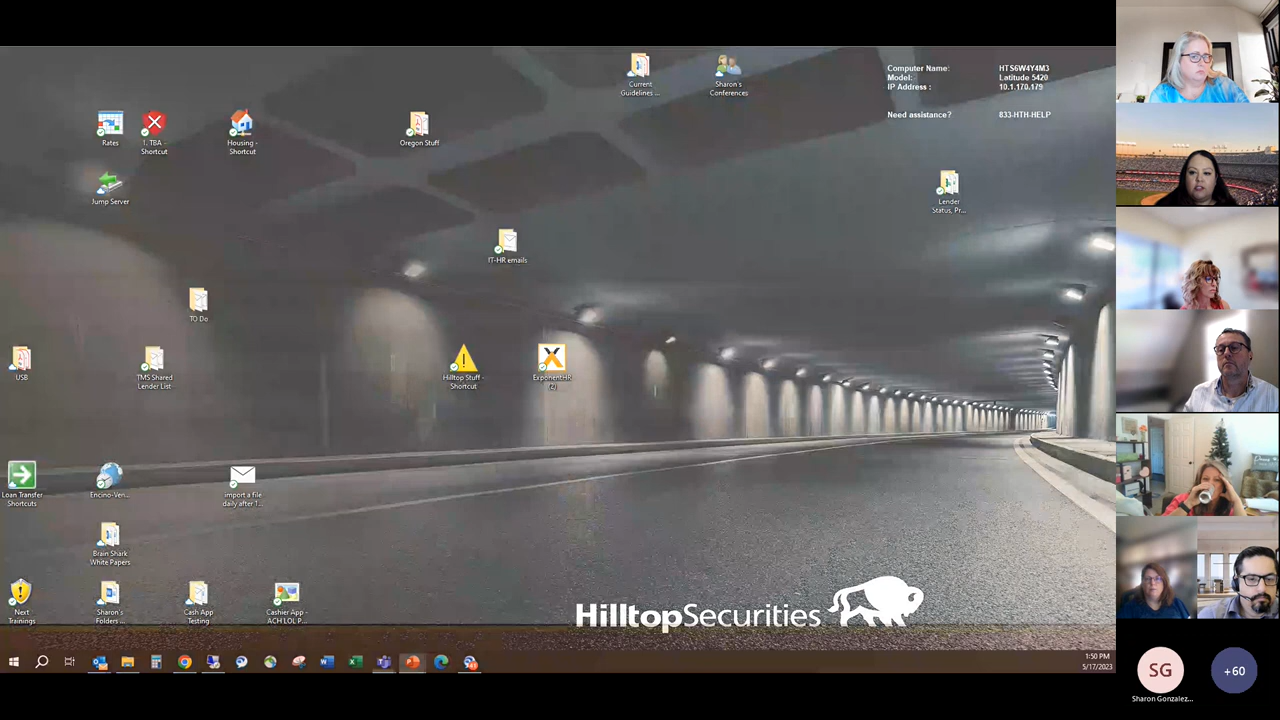 Current
Guidelines ...
Sharon's
Conferences
Computer Name:
HTS6W4Y4M3
Model:
Latitude 5420
IP Address :
10.1.170.179
Need assistance?
833-HTH-HELP
Rates
1. TBA -
Shortcut
Housing -
Shortcut
Oregon Stuff
Jump Server
Lender
Status, Pr...
IT-HR emails
TO Do
USB
TMS Shared
Lender List
Hilltop Stuff -
Shortcut
ExponentHR
(2)
Loan Transfer
Shortcuts
Encino-Ven...
import a file
daily after 1...
Brain Shark
White Papers
Next
Trainings
Sharon's
Folders ...
Cash App
Testing
Cashier App -
ACH LOL P...
HilltopSecurities
1:50 PM
5/17/2023
SG
+60
Sharon Gonzalez...